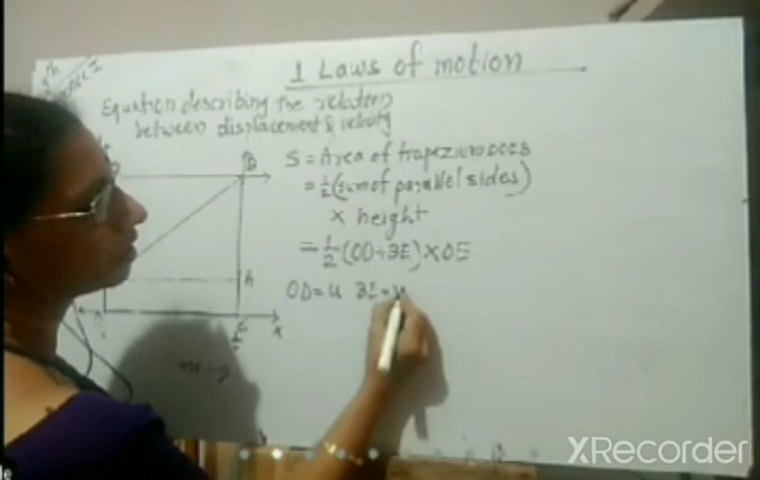 1 Laws of motion
Equation describing the relation
between displacement & velocity
S = Area of trapezium DOEB
= 1/2 (sum of parallel sides)
× height
= 1/2 (OD+BE) × OE
OD = u BE = v
B
A
E
t
O
X
XRecorder